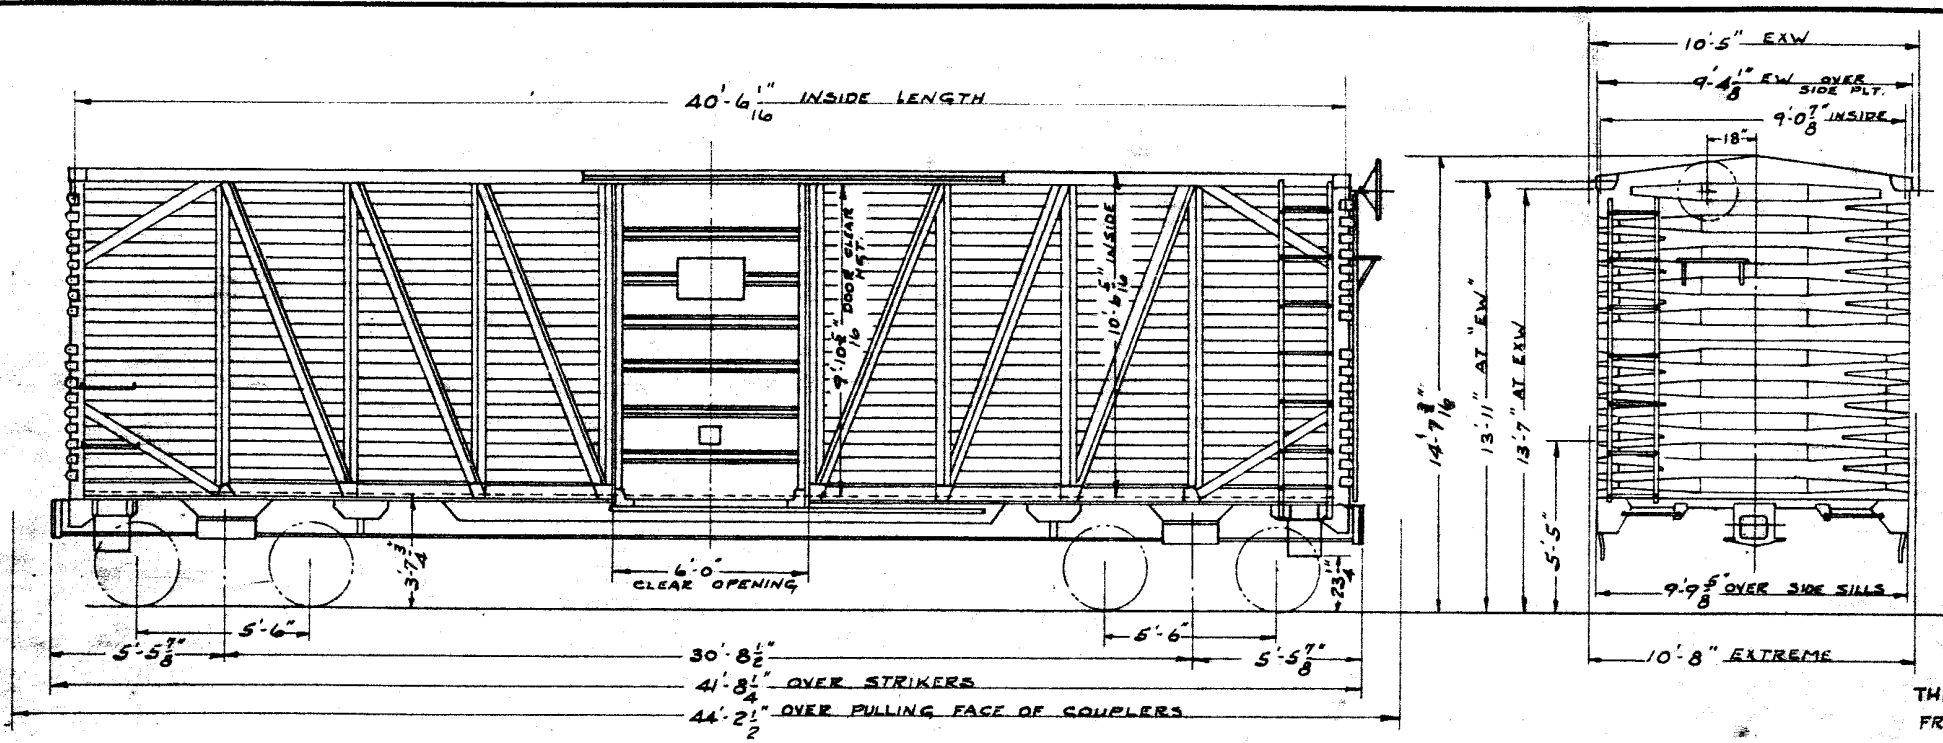 40'-6 1/16" INSIDE LENGTH
9'-10 5/16" DOOR CLEAR HGT.
10'-6 5/16" INSIDE
3'-7 3/4"
6'-0"
CLEAR OPENING
23 1/4"
5'-6"
5'-6"
5'-5 7/8"
30'-8 1/2"
5'-5 7/8"
41'-8 1/4" OVER STRIKERS
44'-2 1/2" OVER PULLING FACE OF COUPLERS
10'-5" EXW
9'-4 1/8" EW OVER
SIDE PLT.
9'-0 7/8" INSIDE
18"
14'-7 3/16"
13'-11" AT "EW"
13'-7" AT EXW
5'-5"
9'-9 5/8" OVER SIDE SILLS
10'-8" EXTREME
TH
FR